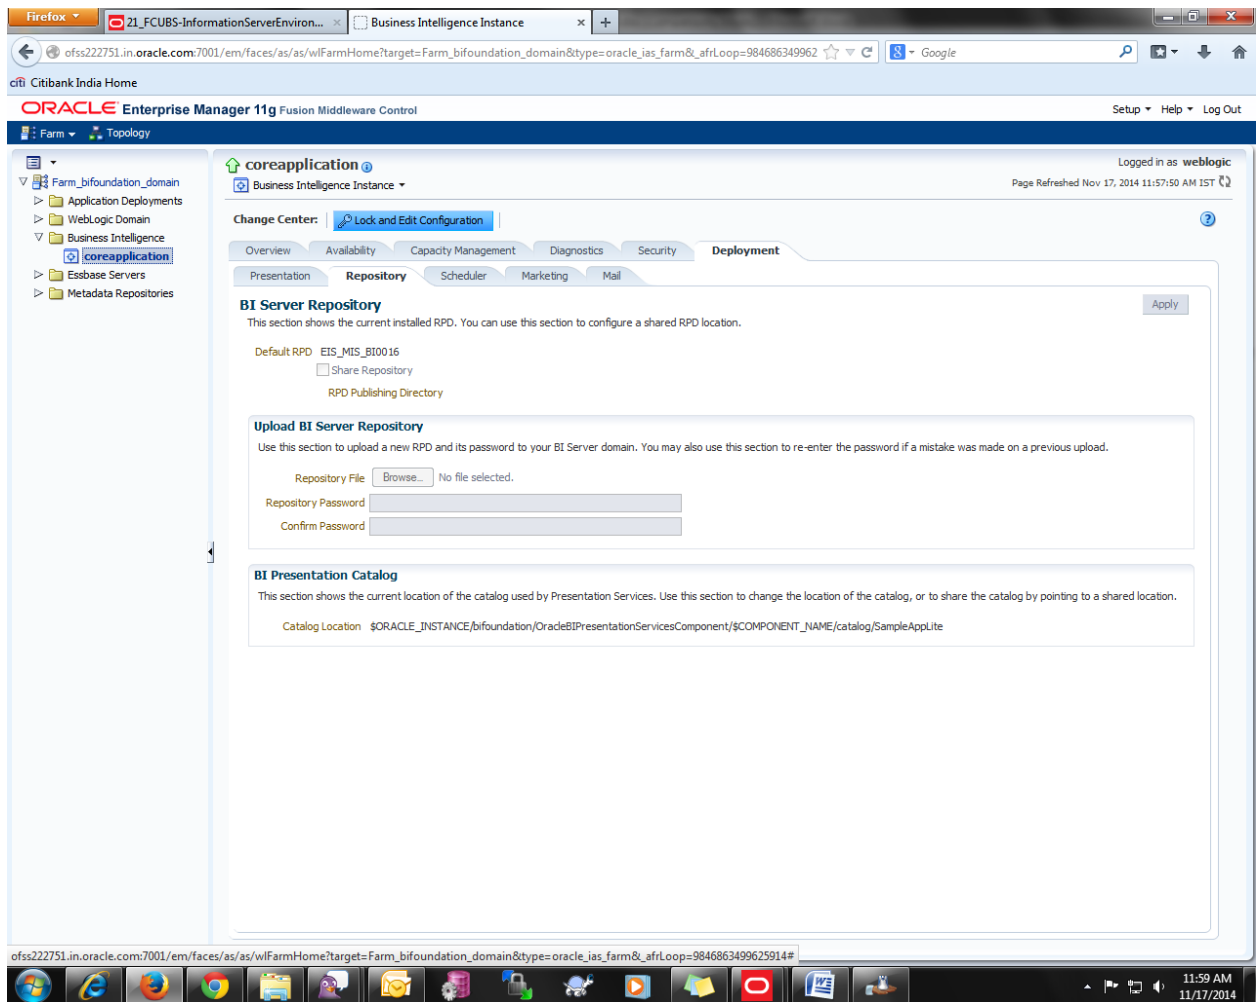 Firefox
21_FCUBS-InformationServerEnviron... ×
Business Intelligence Instance × +
ofss222751.in.oracle.com:7001/em/faces/as/as/wlFarmHome?target=Farm_bifoundation_domain&type=oracle_ias_farm&_afrLoop=984686349962
8 - Google
citi Citibank India Home
ORACLE Enterprise Manager 11g Fusion Middleware Control
Setup Help Log Out
Farm Topology
Farm_bifoundation_domain
Application Deployments
WebLogic Domain
Business Intelligence
coreapplication
Essbase Servers
Metadata Repositories
coreapplication
Logged in as weblogic
Business Intelligence Instance
Page Refreshed Nov 17, 2014 11:57:50 AM IST
Change Center: Lock and Edit Configuration
Overview Availability Capacity Management Diagnostics Security Deployment
Presentation Repository Scheduler Marketing Mail
BI Server Repository
Apply
This section shows the current installed RPD. You can use this section to configure a shared RPD location.
Default RPD EIS_MIS_BI0016
Share Repository
RPD Publishing Directory
Upload BI Server Repository
Use this section to upload a new RPD and its password to your BI Server domain. You may also use this section to re-enter the password if a mistake was made on a previous upload.
Repository File Browse... No file selected.
Repository Password
Confirm Password
BI Presentation Catalog
This section shows the current location of the catalog used by Presentation Services. Use this section to change the location of the catalog, or to share the catalog by pointing to a shared location.
Catalog Location $ORACLE_INSTANCE/bifoundation/OracleBIPresentationServicesComponent/$COMPONENT_NAME/catalog/SampleAppLite
ofss222751.in.oracle.com:7001/em/faces/as/as/wlFarmHome?target=Farm_bifoundation_domain&type=oracle_ias_farm&_afrLoop=9846863499625914#
11:59 AM
11/17/2014